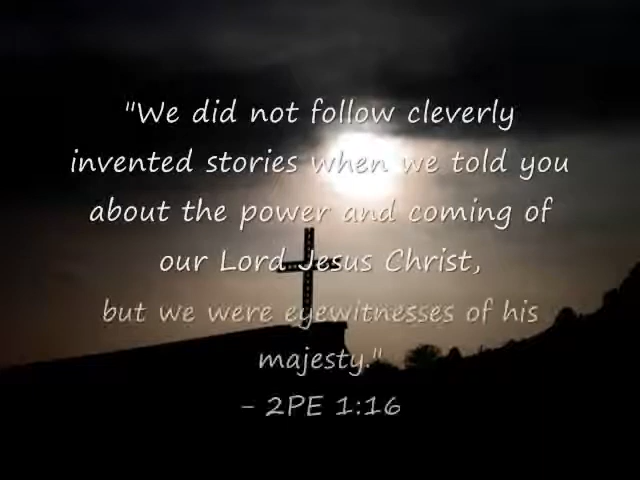 "We did not follow cleverly
invented stories when we told you
about the power and coming of
our Lord Jesus Christ,
but we were eyewitnesses of his
majesty."
- 2PE 1:16